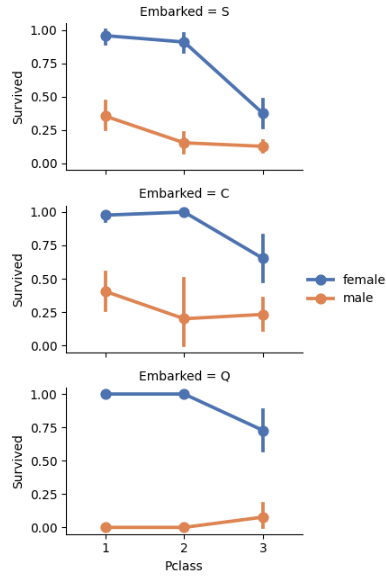 Embarked = S
1.00
0.75
0.50
0.25
0.00
Survived
Embarked = C
1.00
0.75
0.50
0.25
0.00
Survived
female
male
Embarked = Q
1.00
0.75
0.50
0.25
0.00
Survived
1 2 3
Pclass